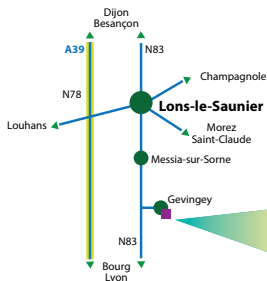 Dijon
Besançon
A39
N83
Champagnole
N78
Lons-le-Saunier
Louhans
Morez
Saint-Claude
Messia-sur-Sorne
Gevingey
N83
Bourg
Lyon